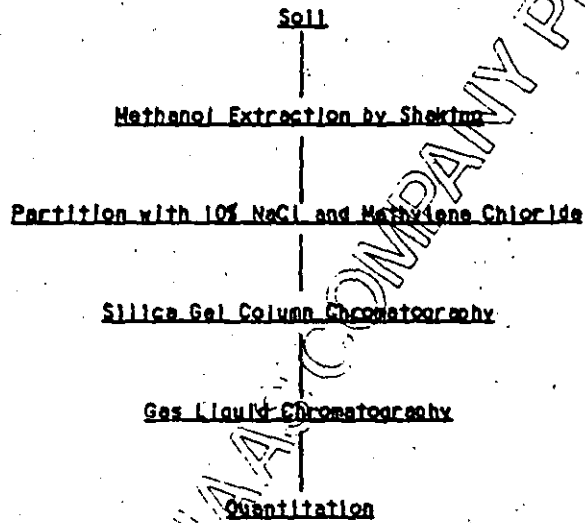 Soil
Methanol Extraction by Shaking
Partition with 10% NaCl and Methylene Chloride
Silica Gel Column Chromatography
Gas Liquid Chromatography
Quantitation
COMPANY